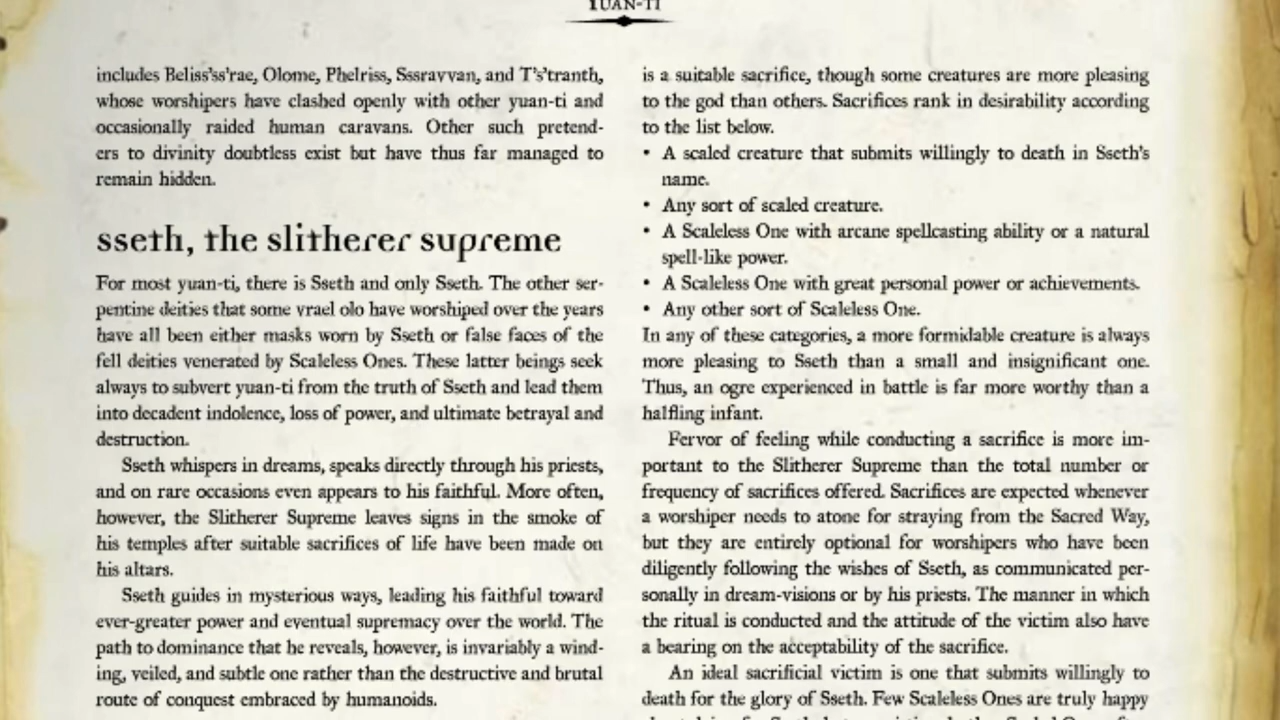 YUAN-TI
includes Beliss'ss'rae, Olome, Phelriss, Sssravvan, and T's'tranth,
whose worshipers have clashed openly with other yuan-ti and
occasionally raided human caravans. Other such pretend-
ers to divinity doubtless exist but have thus far managed to
remain hidden.
sseth, the slitherer supreme
For most yuan-ti, there is Sseth and only Sseth. The other ser-
pentine deities that some vrael olo have worshiped over the years
have all been either masks worn by Sseth or false faces of the
fell deities venerated by Scaleless Ones. These latter beings seek
always to subvert yuan-ti from the truth of Sseth and lead them
into decadent indolence, loss of power, and ultimate betrayal and
destruction.
Sseth whispers in dreams, speaks directly through his priests,
and on rare occasions even appears to his faithful. More often,
however, the Slitherer Supreme leaves signs in the smoke of
his temples after suitable sacrifices of life have been made on
his altars.
Sseth guides in mysterious ways, leading his faithful toward
ever-greater power and eventual supremacy over the world. The
path to dominance that he reveals, however, is invariably a wind-
ing, veiled, and subtle one rather than the destructive and brutal
route of conquest embraced by humanoids.
is a suitable sacrifice, though some creatures are more pleasing
to the god than others. Sacrifices rank in desirability according
to the list below.
• A scaled creature that submits willingly to death in Sseth's
name.
• Any sort of scaled creature.
• A Scaleless One with arcane spellcasting ability or a natural
spell-like power.
• A Scaleless One with great personal power or achievements.
• Any other sort of Scaleless One.
In any of these categories, a more formidable creature is always
more pleasing to Sseth than a small and insignificant one.
Thus, an ogre experienced in battle is far more worthy than a
halfling infant.
Fervor of feeling while conducting a sacrifice is more im-
portant to the Slitherer Supreme than the total number or
frequency of sacrifices offered. Sacrifices are expected whenever
a worshiper needs to atone for straying from the Sacred Way,
but they are entirely optional for worshipers who have been
diligently following the wishes of Sseth, as communicated per-
sonally in dream-visions or by his priests. The manner in which
the ritual is conducted and the attitude of the victim also have
a bearing on the acceptability of the sacrifice.
An ideal sacrificial victim is one that submits willingly to
death for the glory of Sseth. Few Scaleless Ones are truly happy